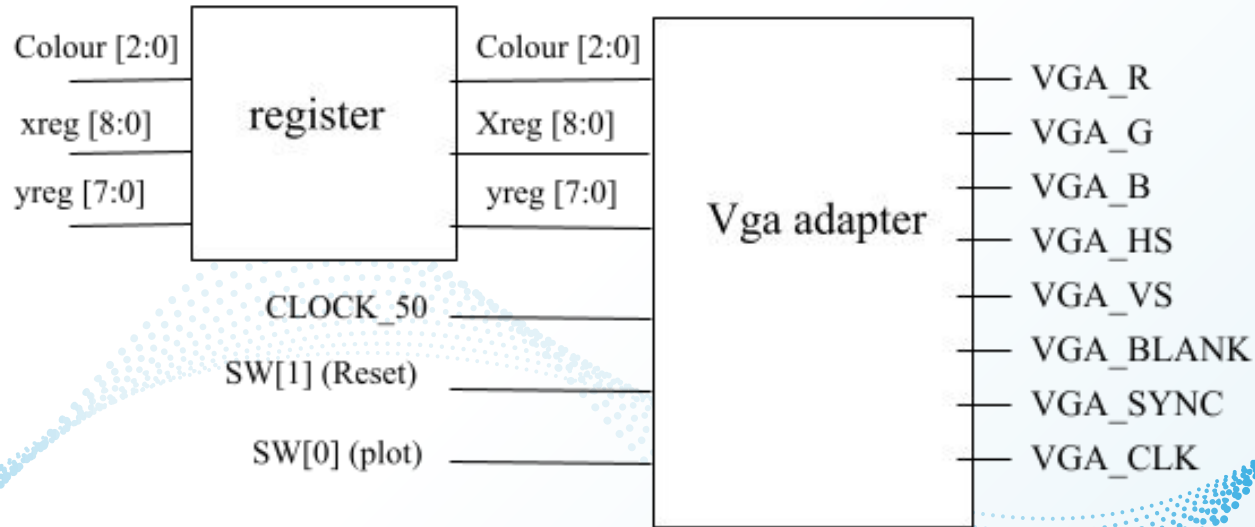 Colour [2:0]
xreg [8:0]
yreg [7:0]
register
Colour [2:0]
Xreg [8:0]
yreg [7:0]
CLOCK_50
SW[1] (Reset)
SW[0] (plot)
Vga adapter
VGA_R
VGA_G
VGA_B
VGA_HS
VGA_VS
VGA_BLANK
VGA_SYNC
VGA_CLK